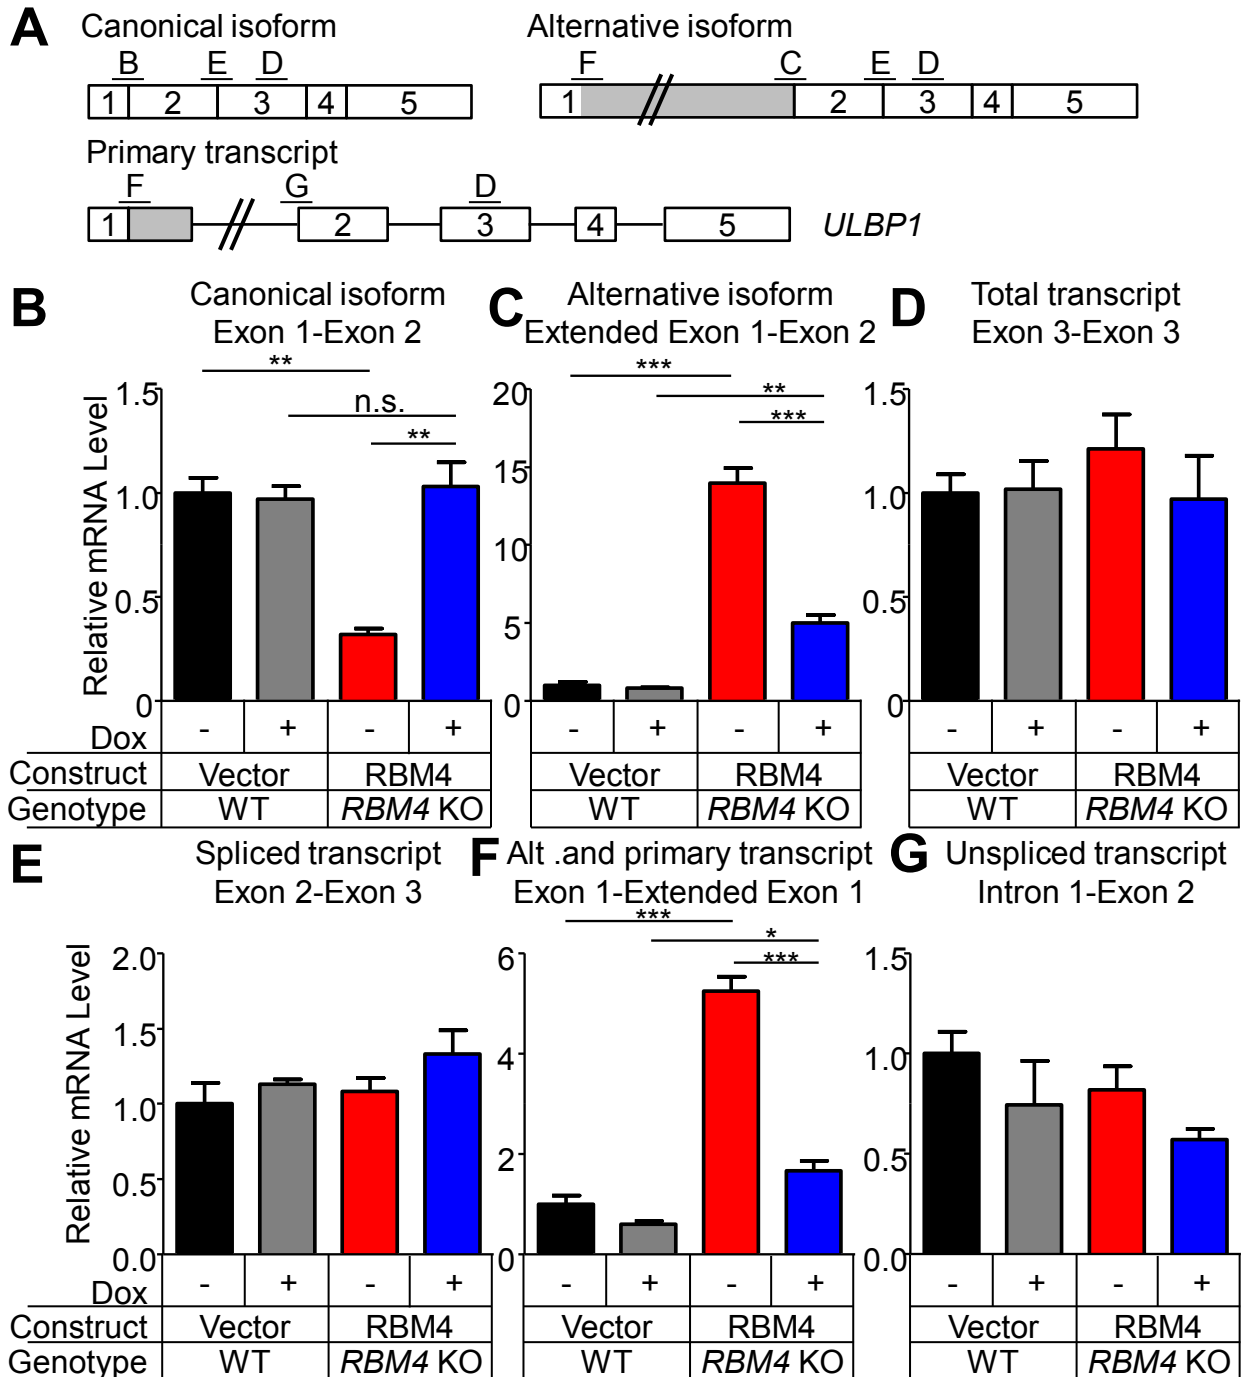 A Canonical isoform Alternative isoform
B E D F C E D
1 2 3 4 5 1 2 3 4 5
Primary transcript
F G D
1 2 3 4 5 ULBP1
B Canonical isoform
Exon 1-Exon 2
C Alternative isoform
Extended Exon 1-Exon 2
D Total transcript
Exon 3-Exon 3
Relative mRNA Level
1.5
1.0
0.5
0
**
n.s.
**
20
15
10
5
0
***
**
***
1.5
1.0
0.5
0
Dox - + - + - + - + - + - +
Construct Vector RBM4 Vector RBM4 Vector RBM4
Genotype WT RBM4 KO WT RBM4 KO WT RBM4 KO
E Spliced transcript
Exon 2-Exon 3
F Alt .and primary transcript
Exon 1-Extended Exon 1
G Unspliced transcript
Intron 1-Exon 2
Relative mRNA Level
2.0
1.5
1.0
0.5
0.0
6
4
2
0
***
*
***
1.5
1.0
0.5
0.0
Dox - + - + - + - + - + - +
Construct Vector RBM4 Vector RBM4 Vector RBM4
Genotype WT RBM4 KO WT RBM4 KO WT RBM4 KO